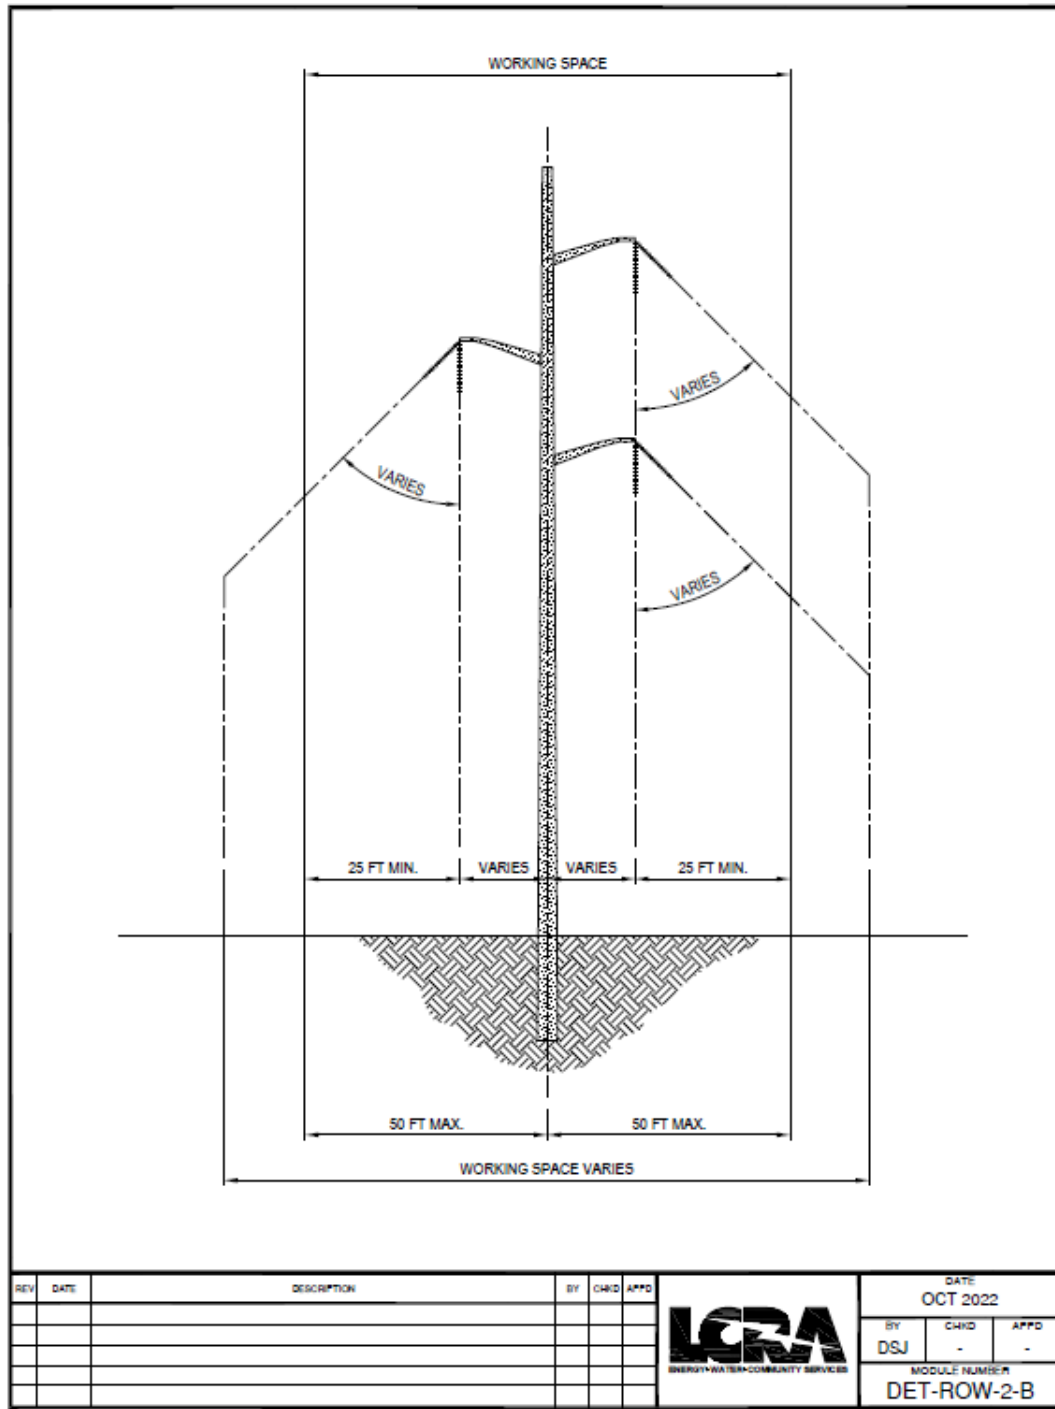 WORKING SPACE
VARIES
VARIES
VARIES
25 FT MIN.
VARIES
VARIES
25 FT MIN.
50 FT MAX.
50 FT MAX.
WORKING SPACE VARIES
REV DATE DESCRIPTION BY CHKD APPD
LCRA
ENERGY•WATER•COMMUNITY SERVICES
DATE
OCT 2022
BY CHKD APPD
DSJ - -
MODULE NUMBER
DET-ROW-2-B